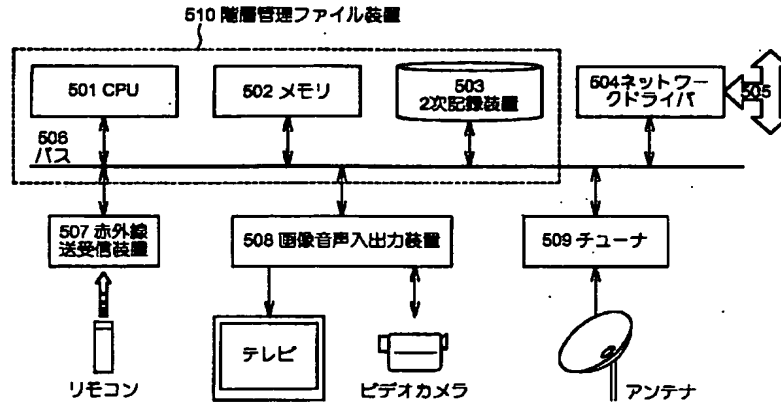 510 階層管理ファイル装置
501 CPU
502 メモリ
503
2次記録装置
504ネットワー
クドライバ
505
506
バス
507 赤外線
送受信装置
508 画像音声入出力装置
509 チューナ
リモコン
テレビ
ビデオカメラ
アンテナ